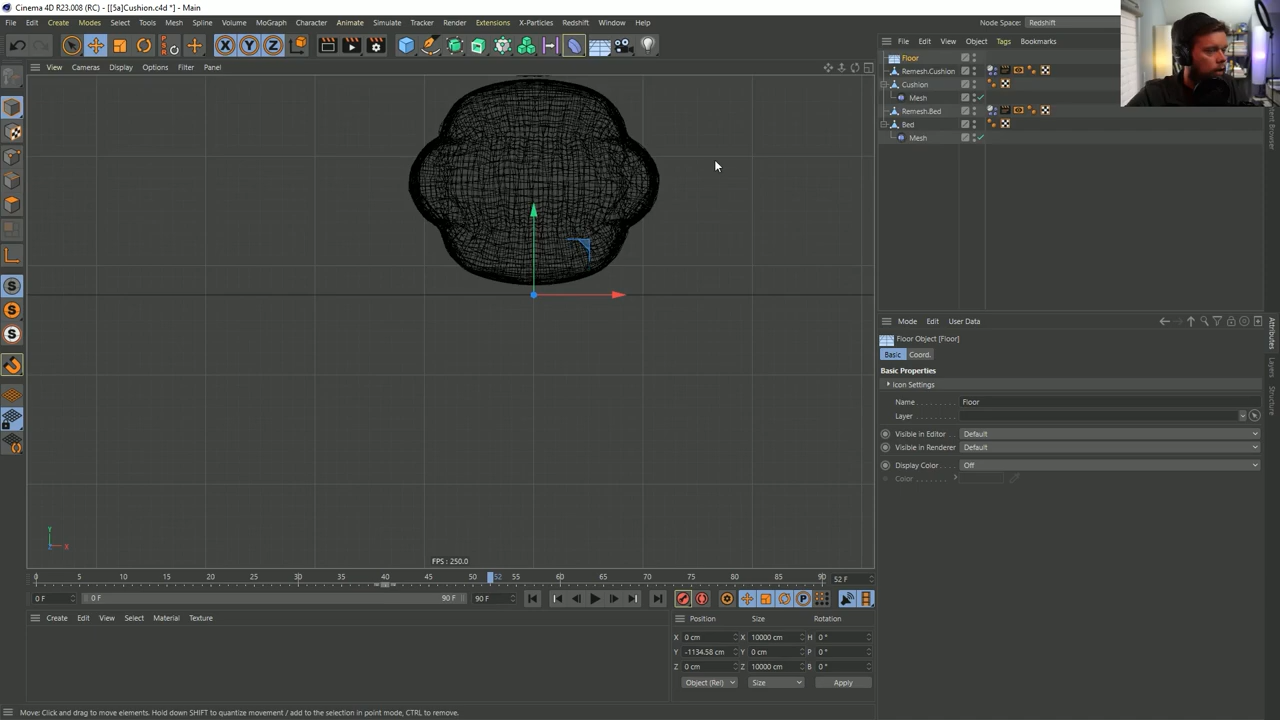 Cinema 4D R23.008 (RC) - [[5a]Cushion.c4d *] - Main
File Edit Create Modes Select Tools Mesh Spline Volume MoGraph Character Animate Simulate Tracker Render Extensions X-Particles Redshift Window Help
Node Space: Redshift
X Y Z
View Cameras Display Options Filter Panel
File Edit View Object Tags Bookmarks
Floor
Remesh.Cushion
Cushion
Mesh
Remesh.Bed
Bed
Mesh
Mode Edit User Data
Floor Object [Floor]
Basic Coord.
Basic Properties
Icon Settings
Name Floor
Layer
Visible in Editor Default
Visible in Renderer Default
Display Color Off
Color
Attributes
Layers
Structure
Y
Z X
FPS : 250.0
0 5 10 15 20 25 30 35 40 45 50 52 55 60 65 70 75 80 85 90 52 F
0 F 0 F 90 F 90 F
Create Edit View Select Material Texture
Position Size Rotation
X 0 cm X 10000 cm H 0 °
Y -1134.58 cm Y 0 cm P 0 °
Z 0 cm Z 10000 cm B 0 °
Object (Rel) Size Apply
Move: Click and drag to move elements. Hold down SHIFT to quantize movement / add to the selection in point mode, CTRL to remove.